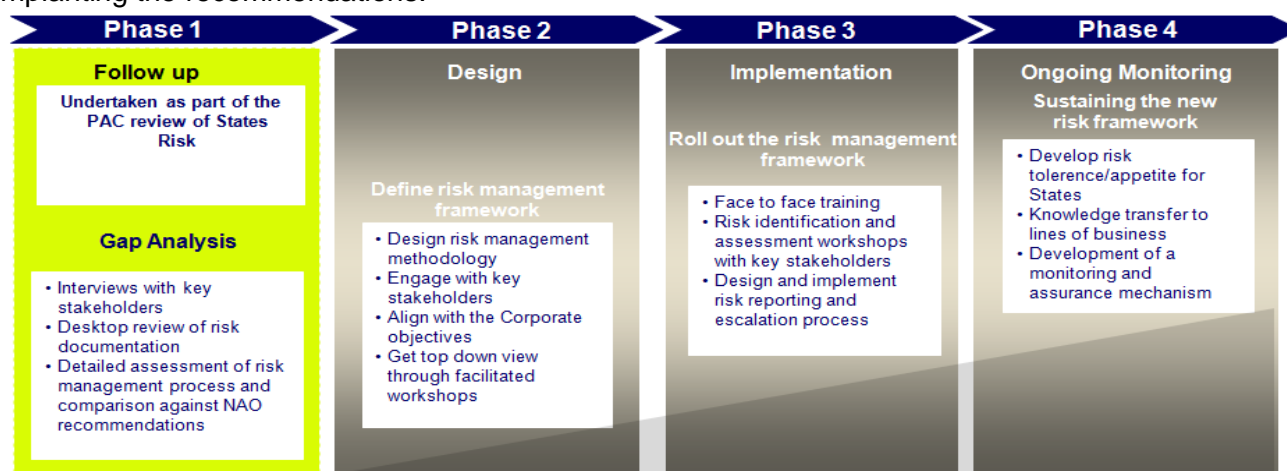 implanting the recommendations.
Phase 1
Phase 2
Phase 3
Phase 4
Follow up
Undertaken as part of the
PAC review of States
Risk
Gap Analysis
• Interviews with key
stakeholders
• Desktop review of risk
documentation
• Detailed assessment of risk
management process and
comparison against NAO
recommendations
Design
Define risk management
framework
• Design risk management
methodology
• Engage with key
stakeholders
• Align with the Corporate
objectives
• Get top down view
through facilitated
workshops
Implementation
Roll out the risk management
framework
• Face to face training
• Risk identification and
assessment workshops
with key stakeholders
• Design and implement
risk reporting and
escalation process
Ongoing Monitoring
Sustaining the new
risk framework
• Develop risk
tolerence/appetite for
States
• Knowledge transfer to
lines of business
• Development of a
monitoring and
assurance mechanism